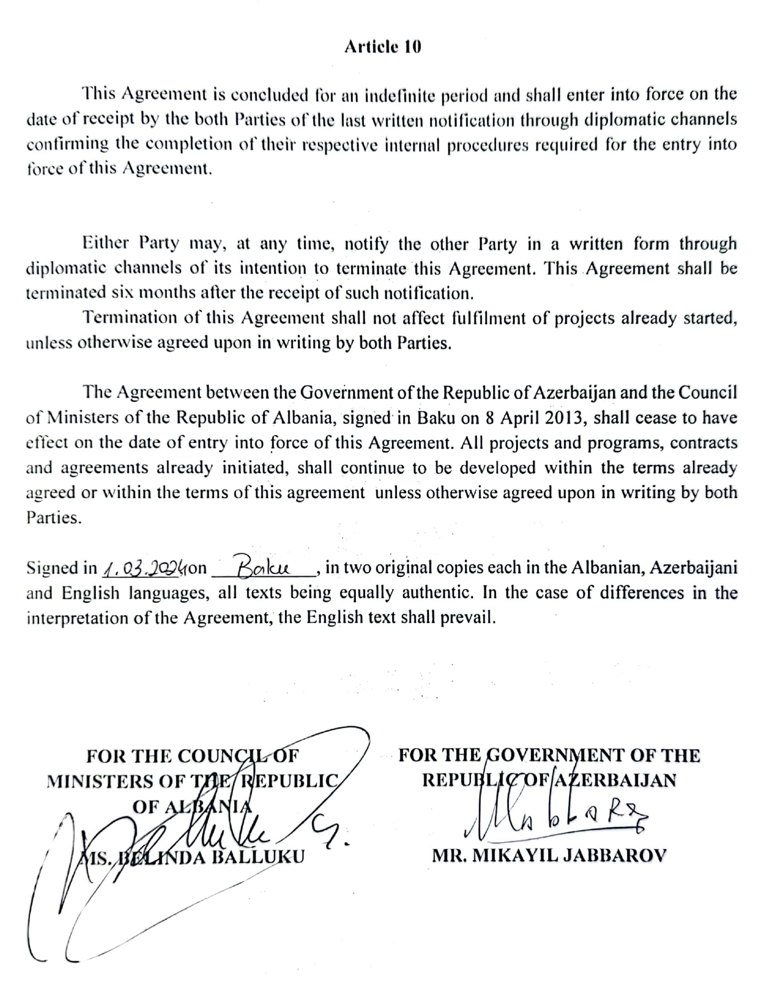 Article 10
This Agreement is concluded for an indefinite period and shall enter into force on the
date of receipt by the both Parties of the last written notification through diplomatic channels
confirming the completion of their respective internal procedures required for the entry into
force of this Agreement.
Either Party may, at any time, notify the other Party in a written form through
diplomatic channels of its intention to terminate this Agreement. This Agreement shall be
terminated six months after the receipt of such notification.
Termination of this Agreement shall not affect fulfilment of projects already started,
unless otherwise agreed upon in writing by both Parties.
The Agreement between the Government of the Republic of Azerbaijan and the Council
of Ministers of the Republic of Albania, signed in Baku on 8 April 2013, shall cease to have
effect on the date of entry into force of this Agreement. All projects and programs, contracts
and agreements already initiated, shall continue to be developed within the terms already
agreed or within the terms of this agreement unless otherwise agreed upon in writing by both
Parties.
Signed in 1.03.2024 on Baku, in two original copies each in the Albanian, Azerbaijani
and English languages, all texts being equally authentic. In the case of differences in the
interpretation of the Agreement, the English text shall prevail.
FOR THE COUNCIL OF
MINISTERS OF THE REPUBLIC
OF ALBANIA
MS. BELINDA BALLUKU
FOR THE GOVERNMENT OF THE
REPUBLIC OF AZERBAIJAN
MR. MIKAYIL JABBAROV